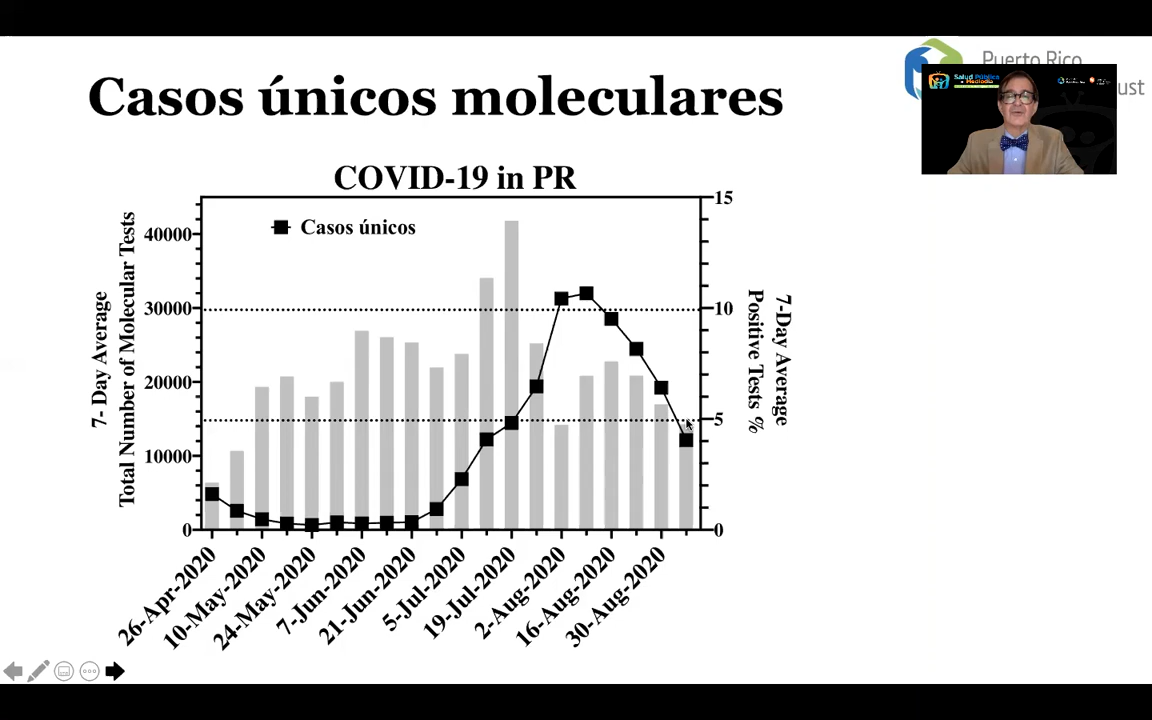 Casos únicos moleculares
Puerto Rico
ust
Salud Pública
COVID-19 in PR
Casos únicos
7- Day Average
Total Number of Molecular Tests
40000
30000
20000
10000
0
15
10
5
0
7-Day Average
Positive Tests %
26-Apr-2020
10-May-2020
24-May-2020
7-Jun-2020
21-Jun-2020
5-Jul-2020
19-Jul-2020
2-Aug-2020
16-Aug-2020
30-Aug-2020